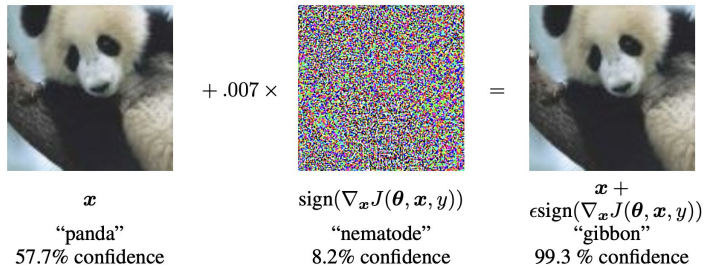 + .007 ×
=
x
sign(∇ₓJ(θ, x, y))
x +
ϵsign(∇ₓJ(θ, x, y))
“panda”
“nematode”
“gibbon”
57.7% confidence
8.2% confidence
99.3 % confidence